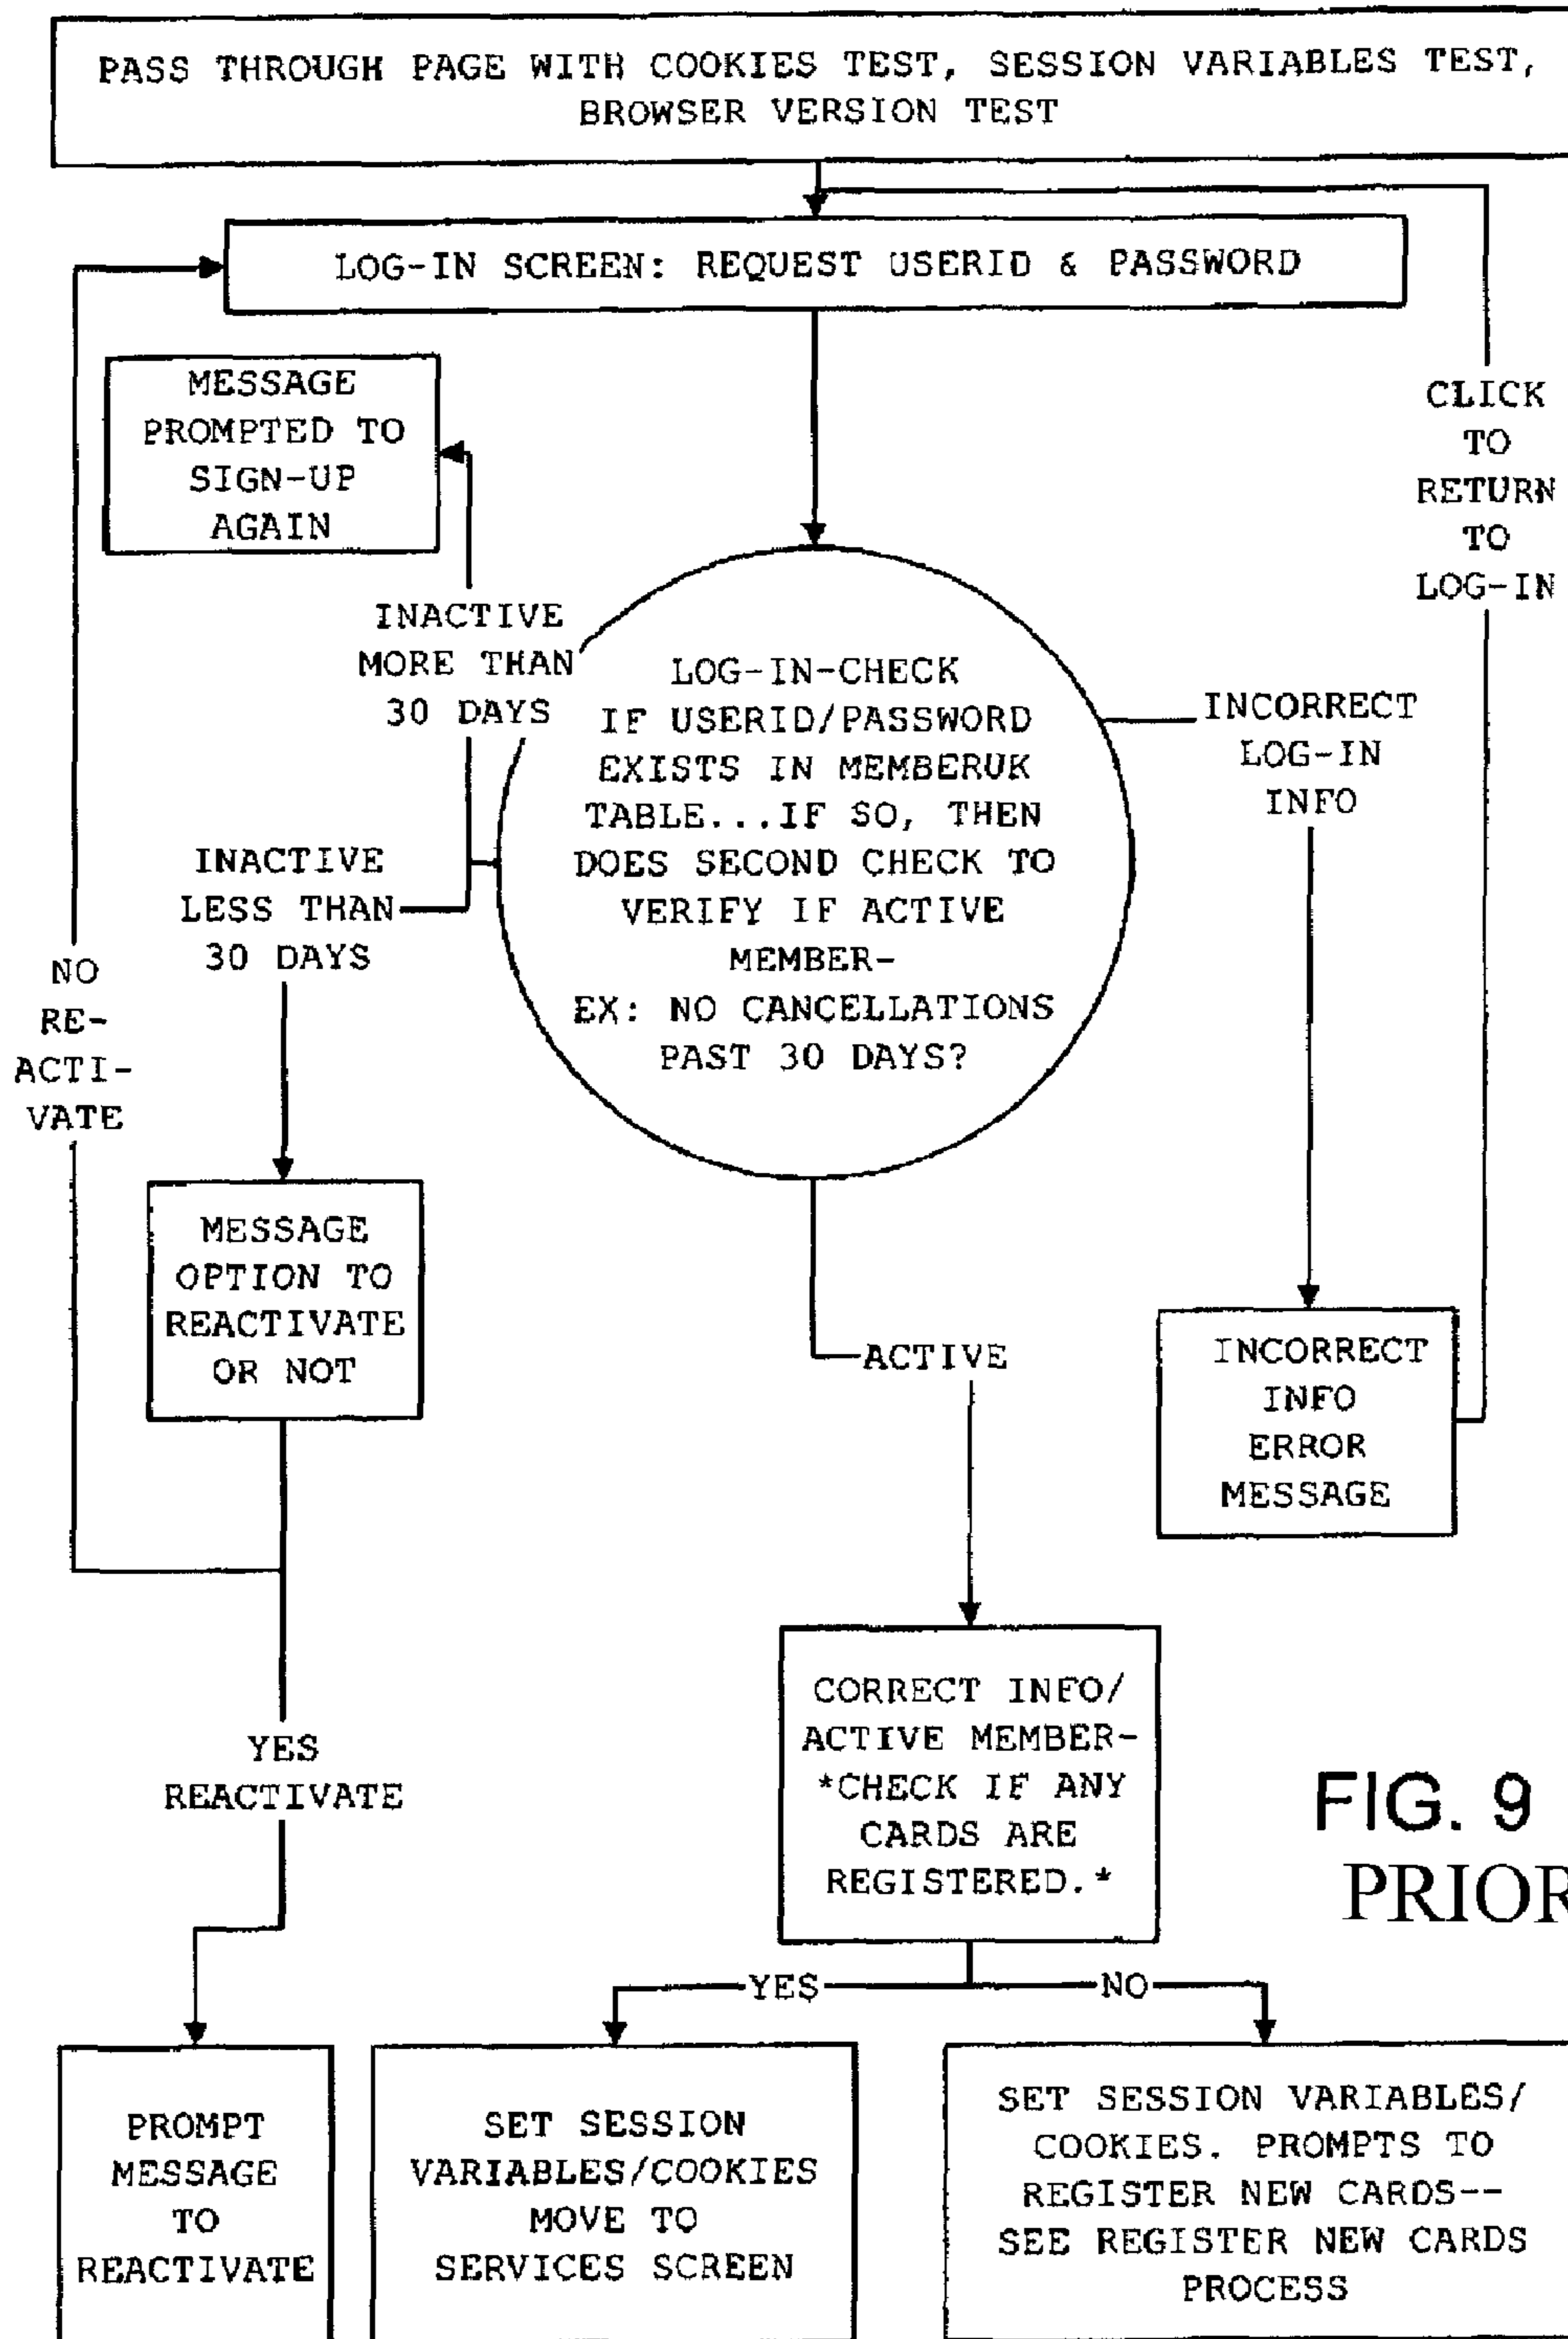 PASS THROUGH PAGE WITH COOKIES TEST, SESSION VARIABLES TEST,
BROWSER VERSION TEST
LOG-IN SCREEN: REQUEST USERID & PASSWORD
MESSAGE
PROMPTED TO
SIGN-UP
AGAIN
CLICK
TO
RETURN
TO
LOG-IN
INACTIVE
MORE THAN
30 DAYS
LOG-IN-CHECK
IF USERID/PASSWORD
EXISTS IN MEMBERUK
TABLE...IF SO, THEN
DOES SECOND CHECK TO
VERIFY IF ACTIVE
MEMBER-
EX: NO CANCELLATIONS
PAST 30 DAYS?
INCORRECT
LOG-IN
INFO
INACTIVE
LESS THAN
30 DAYS
NO
RE-
ACTI-
VATE
MESSAGE
OPTION TO
REACTIVATE
OR NOT
ACTIVE
INCORRECT
INFO
ERROR
MESSAGE
YES
REACTIVATE
CORRECT INFO/
ACTIVE MEMBER-
*CHECK IF ANY
CARDS ARE
REGISTERED.*
FIG. 9
PRIOR
YES
NO
PROMPT
MESSAGE
TO
REACTIVATE
SET SESSION
VARIABLES/COOKIES
MOVE TO
SERVICES SCREEN
SET SESSION VARIABLES/
COOKIES. PROMPTS TO
REGISTER NEW CARDS--
SEE REGISTER NEW CARDS
PROCESS